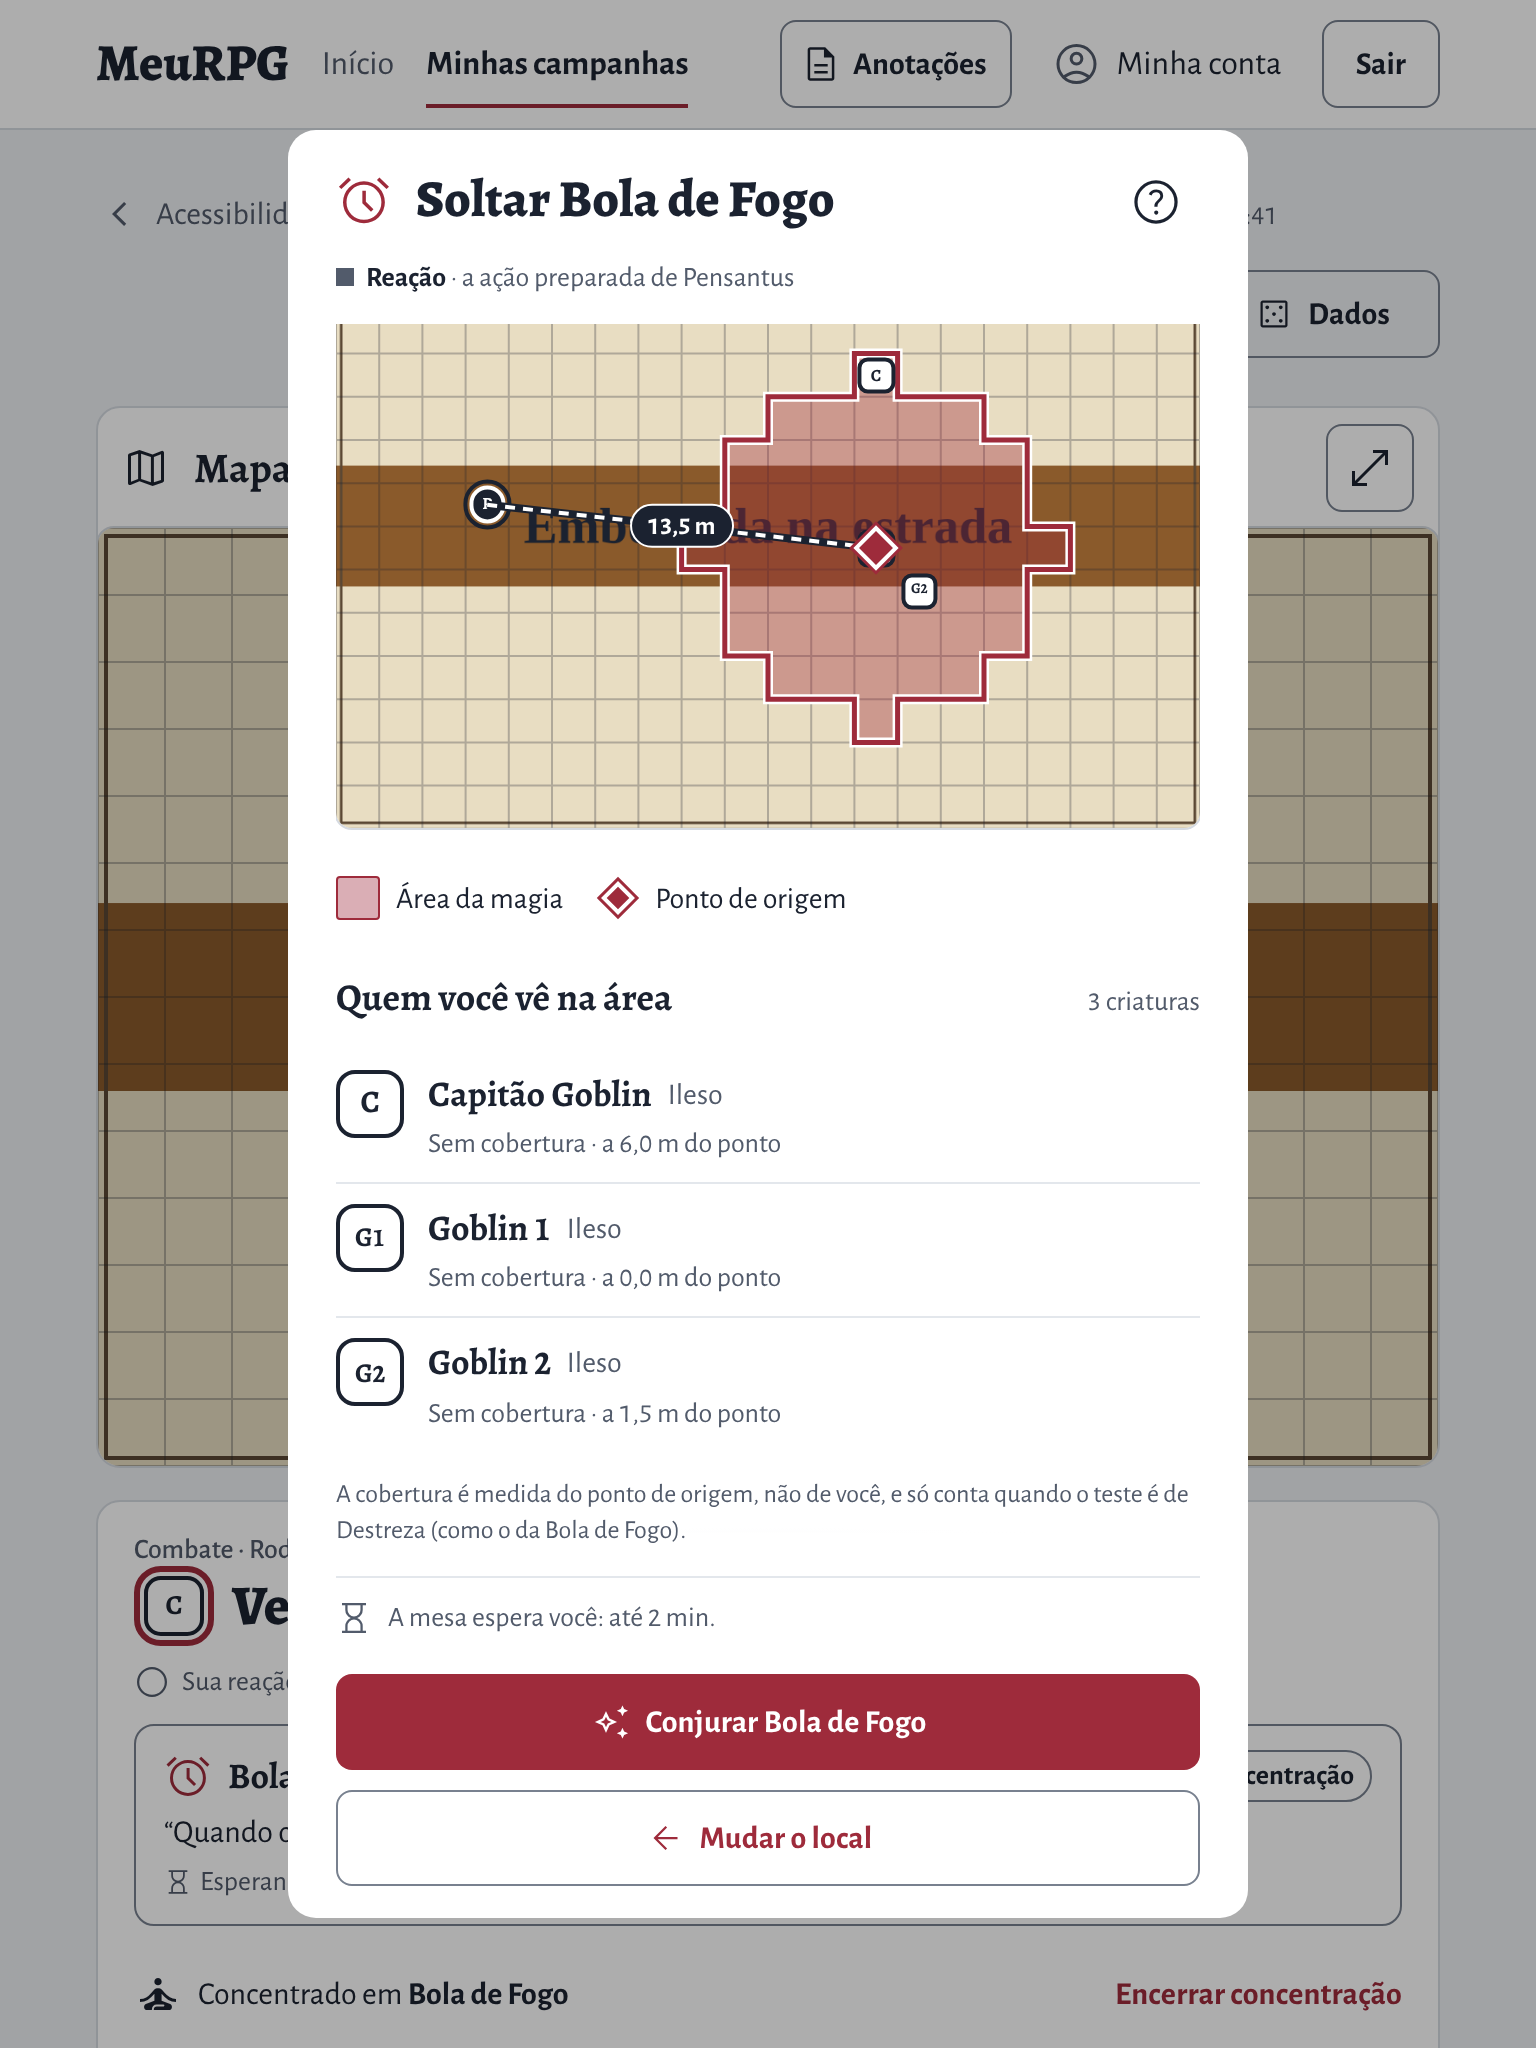 MeuRPG Início Minhas campanhas Anotações Minha conta Sair
Acessibilid :41
Soltar Bola de Fogo ?
Reação · a ação preparada de Pensantus
Dados
Mapa
C
P
Emb da na estrada
13,5 m
G2
Área da magia Ponto de origem
Quem você vê na área 3 criaturas
C Capitão Goblin Ileso
Sem cobertura · a 6,0 m do ponto
G1 Goblin 1 Ileso
Sem cobertura · a 0,0 m do ponto
G2 Goblin 2 Ileso
Sem cobertura · a 1,5 m do ponto
A cobertura é medida do ponto de origem, não de você, e só conta quando o teste é de
Destreza (como o da Bola de Fogo).
Combate · Rod
C Ve
A mesa espera você: até 2 min.
Sua reaçã
Conjurar Bola de Fogo
Bola centração
“Quando o
Mudar o local
Esperan
Concentrado em Bola de Fogo Encerrar concentração